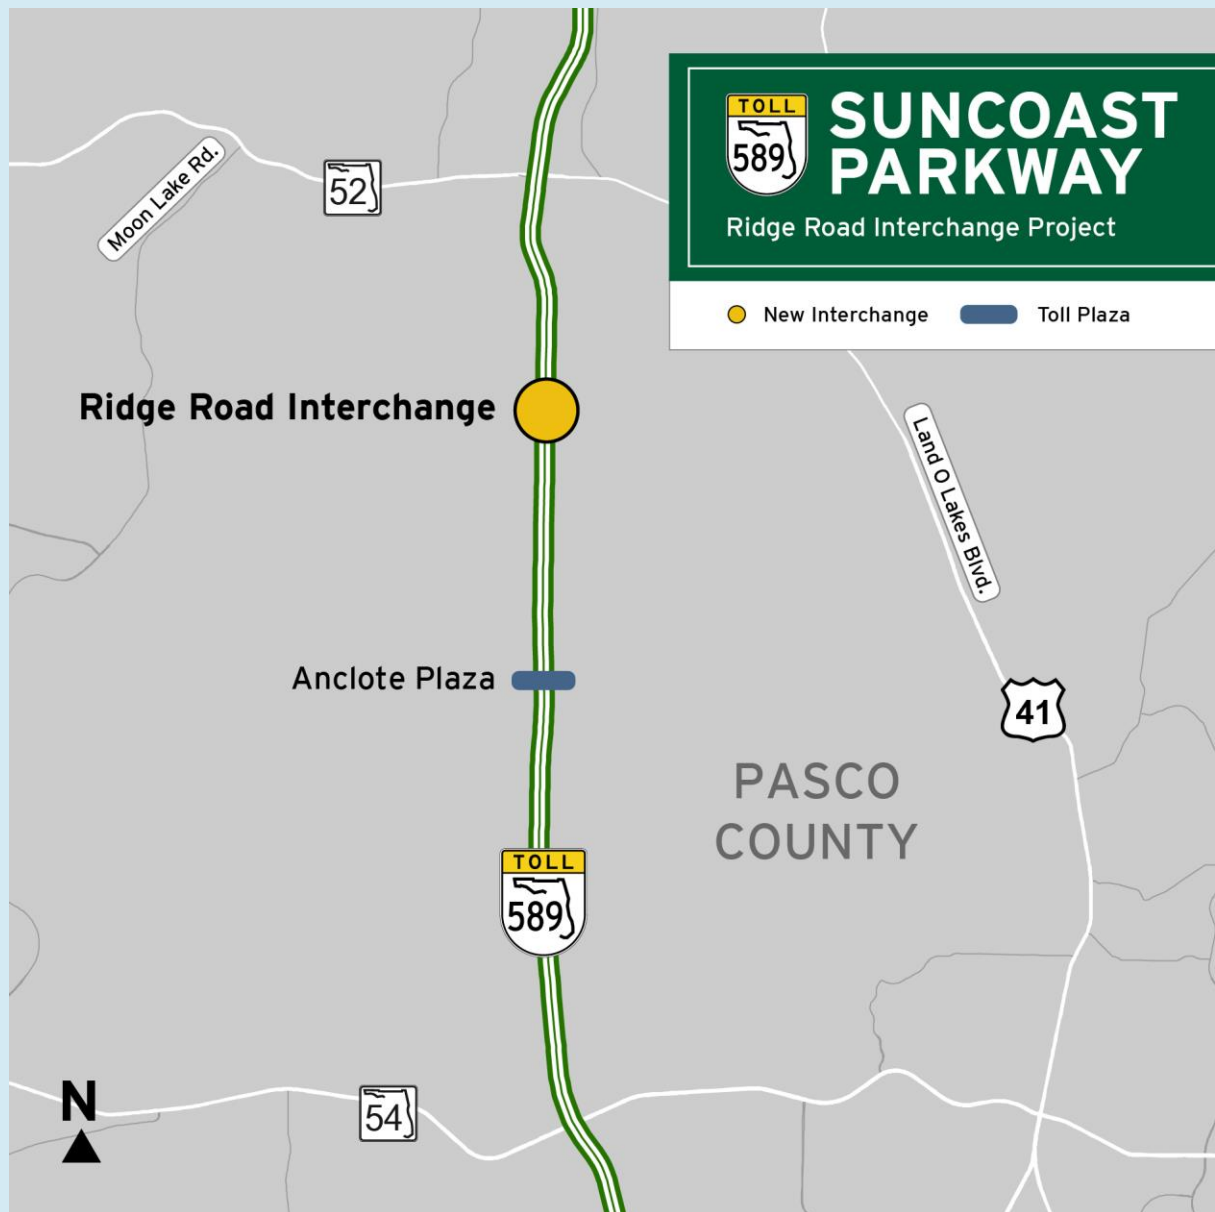 TOLL
589
SUNCOAST
PARKWAY
Ridge Road Interchange Project
New Interchange
Toll Plaza
Moon Lake Rd.
52
Ridge Road Interchange
Land O Lakes Blvd.
Anclote Plaza
41
PASCO
COUNTY
TOLL
589
N
54